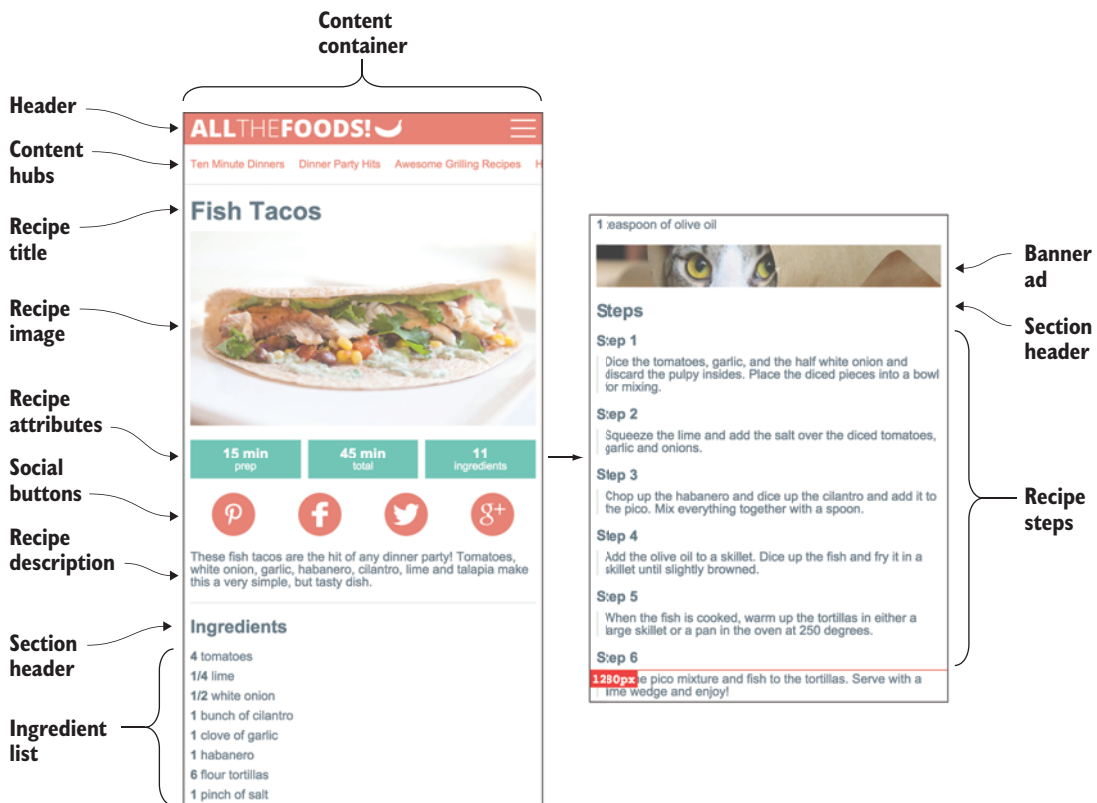 Content
container
Header
Content
hubs
Recipe
title
Recipe
image
Recipe
attributes
Social
buttons
Recipe
description
Section
header
Ingredient
list
ALLTHEFOODS!
Ten Minute Dinners Dinner Party Hits Awesome Grilling Recipes H
Fish Tacos
15 min
prep
45 min
total
11
ingredients
f
g+
These fish tacos are the hit of any dinner party! Tomatoes,
white onion, garlic, habanero, cilantro, lime and talapia make
this a very simple, but tasty dish.
Ingredients
4 tomatoes
1/4 lime
1/2 white onion
1 bunch of cilantro
1 clove of garlic
1 habanero
6 flour tortillas
1 pinch of salt
1 teaspoon of olive oil
Steps
Step 1
Dice the tomatoes, garlic, and the half white onion and
discard the pulpy insides. Place the diced pieces into a bowl
for mixing.
Step 2
Squeeze the lime and add the salt over the diced tomatoes,
garlic and onions.
Step 3
Chop up the habanero and dice up the cilantro and add it to
the pico. Mix everything together with a spoon.
Step 4
Add the olive oil to a skillet. Dice up the fish and fry it in a
skillet until slightly browned.
Step 5
When the fish is cooked, warm up the tortillas in either a
large skillet or a pan in the oven at 250 degrees.
Step 6
1280px
e pico mixture and fish to the tortillas. Serve with a
lime wedge and enjoy!
Banner
ad
Section
header
Recipe
steps